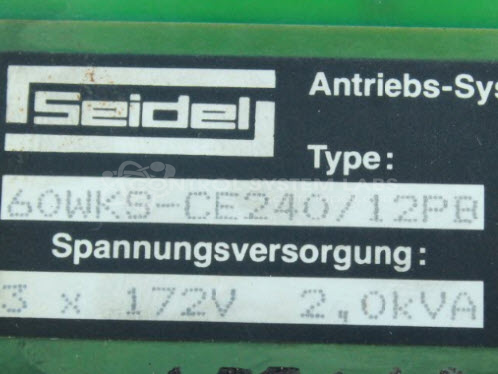 Seidel
Antriebs-Sys
Type:
60WKS-CE240/12PB
Spannungsversorgung:
3 x 172V 2,0kVA